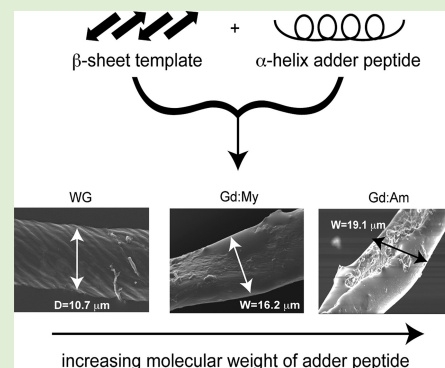 +
β-sheet template α-helix adder peptide
WG Gd:My Gd:Am
D=10.7 μm W=16.2 μm W=19.1 μm
increasing molecular weight of adder peptide